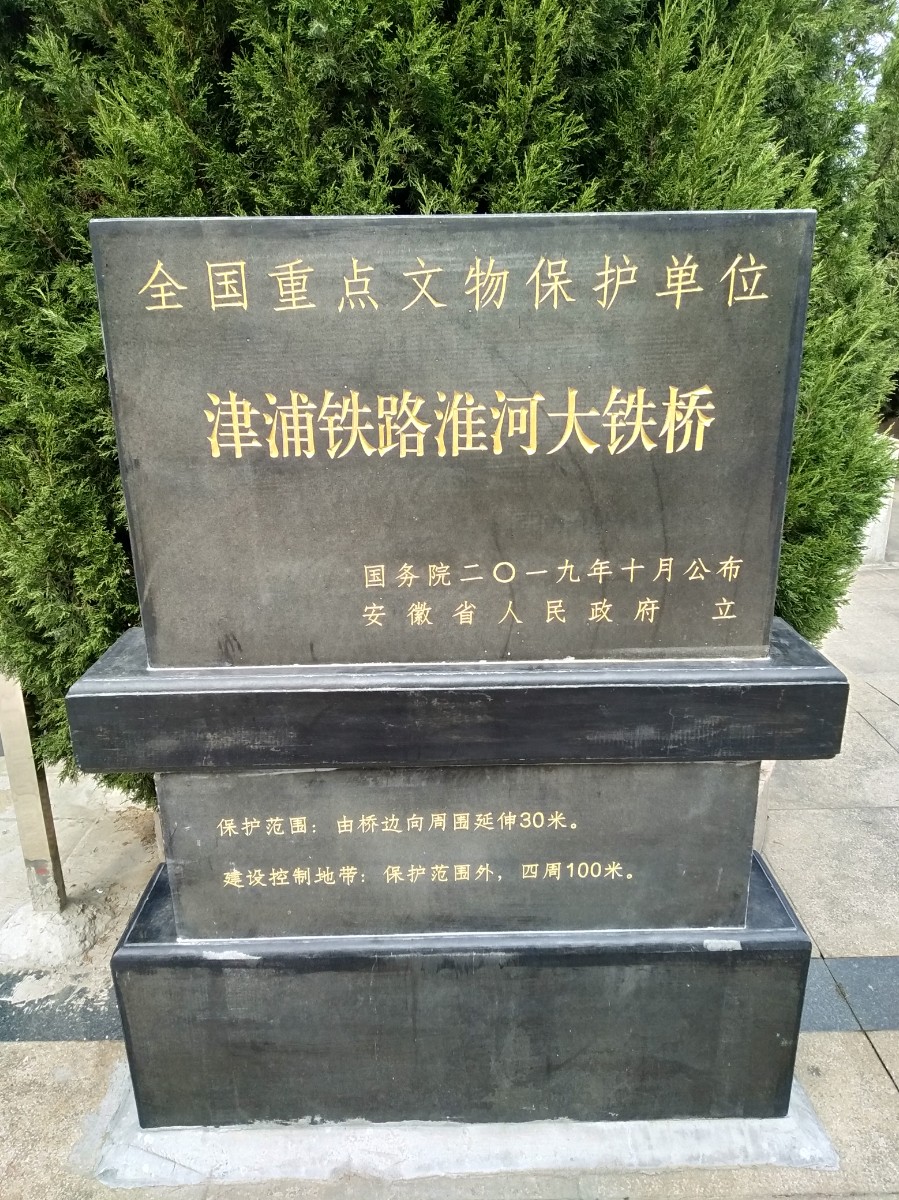 全国重点文物保护单位
津浦铁路淮河大铁桥
国务院二〇一九年十月公布
安徽省人民政府 立
保护范围：由桥边向周围延伸30米。
建设控制地带：保护范围外，四周100米。